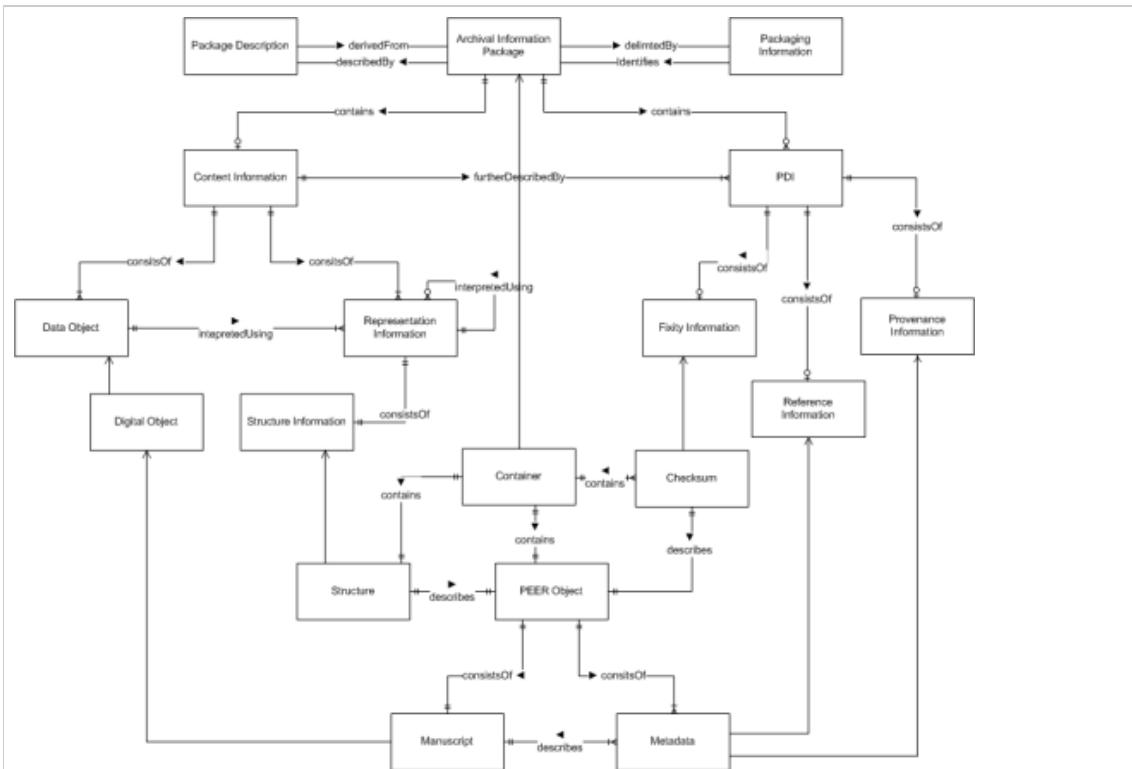 Package Description
derivedFrom
describedBy
Archival Information
Package
delimtedBy
Identifies
Packaging
Information
contains
contains
Content Information
furtherDescribedBy
PDI
consitsOf
consitsOf
consistsOf
consistsOf
consistsOf
interpretedUsing
Data Object
intepretedUsing
Representation
Information
Fixity Information
Provenance
Information
Digital Object
Structure Information
consistsOf
Reference
Information
Container
contains
Checksum
contains
contains
describes
Structure
describes
PEER Object
consistsOf
consitsOf
Manuscript
describes
Metadata